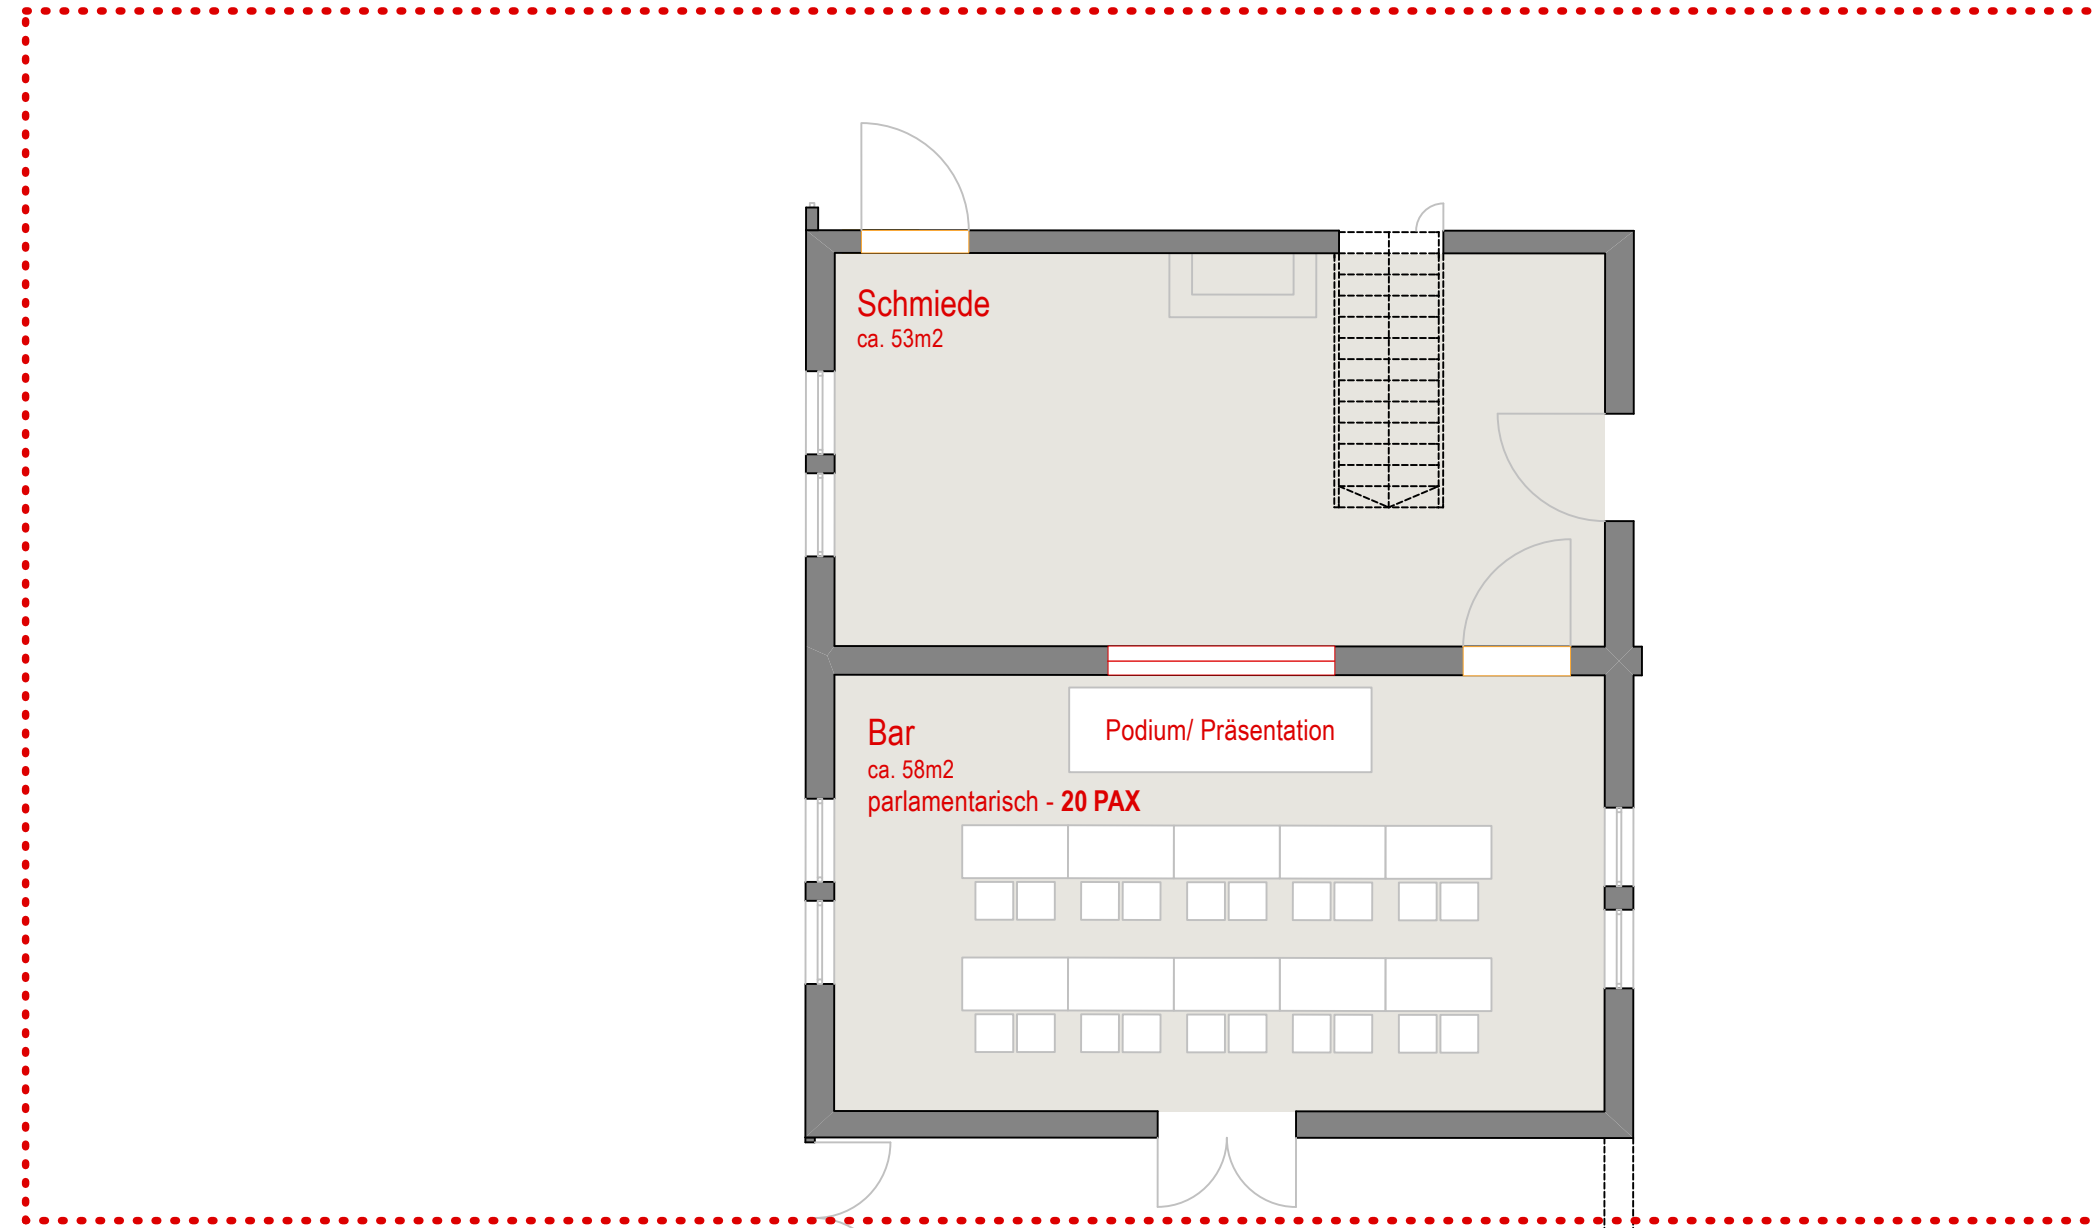 Schmiede
ca. 53m2
Podium/ Präsentation
Bar
ca. 58m2
parlamentarisch - 20 PAX